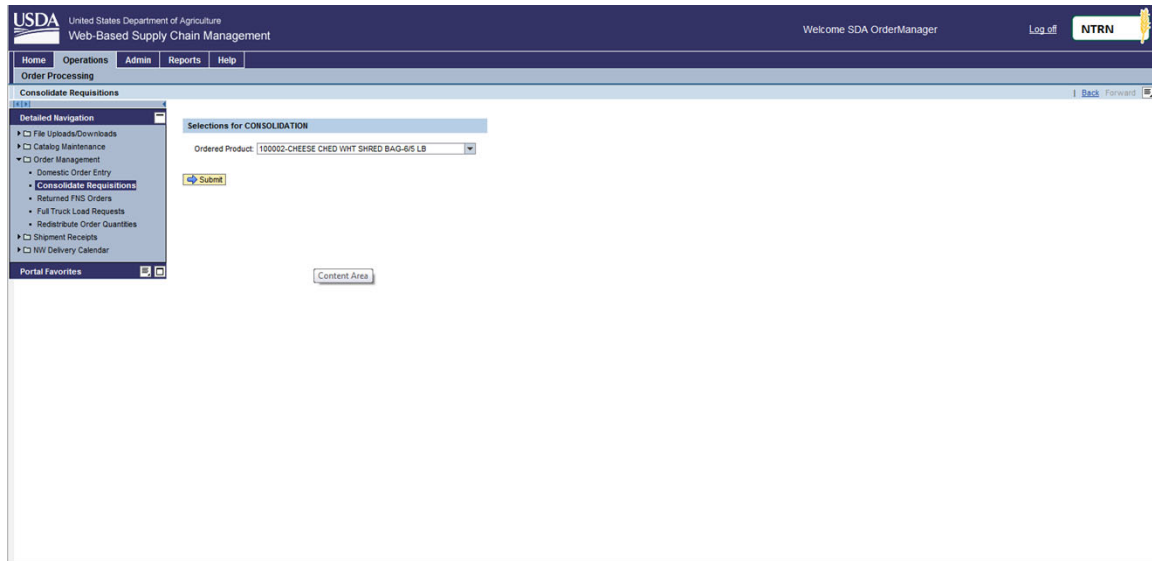 USDA
United States Department of Agriculture
Web-Based Supply Chain Management
Welcome SDA OrderManager
Log off
NTRN
Home Operations Admin Reports Help
Order Processing
Consolidate Requisitions
| Back Forward
Detailed Navigation
File Uploads/Downloads
Catalog Maintenance
Order Management
• Domestic Order Entry
• Consolidate Requisitions
• Returned FNS Orders
• Full Truck Load Requests
• Redistribute Order Quantities
Shipment Receipts
NW Delivery Calendar
Portal Favorites
Selections for CONSOLIDATION
Ordered Product: 100002-CHEESE CHED WHT SHRED BAG-6/5 LB
Submit
Content Area